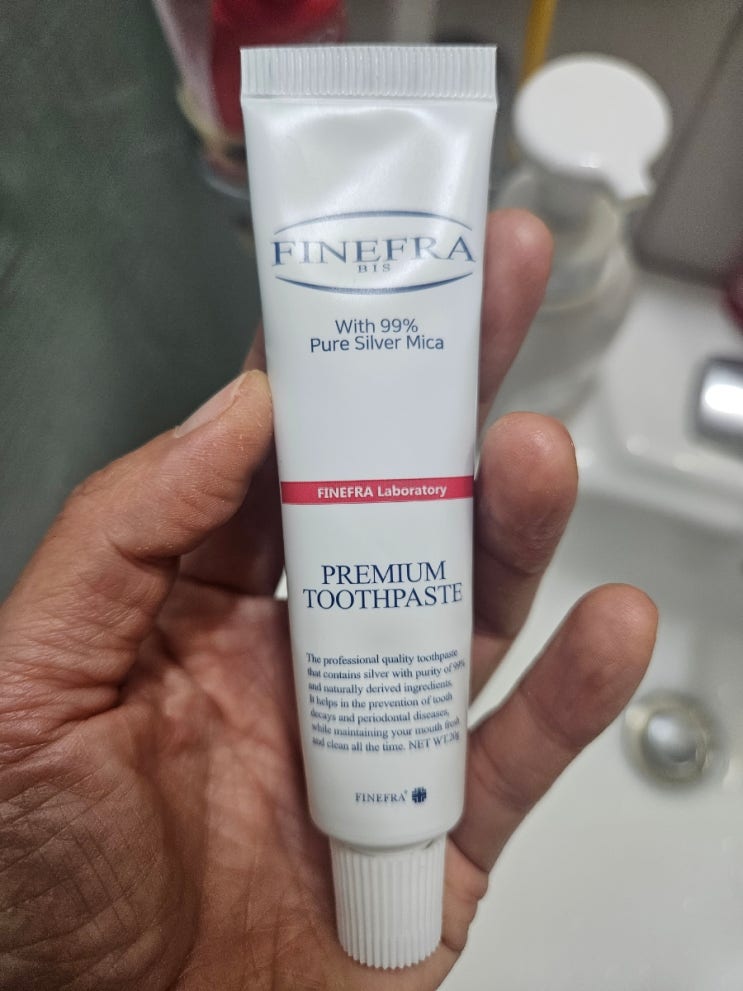 FINEFRA
BIS
With 99%
Pure Silver Mica
FINEFRA Laboratory
PREMIUM
TOOTHPASTE
The professional quality toothpaste
that contains silver with purity of 99%
and naturally derived ingredients.
It helps in the prevention of tooth
decays and periodontal diseases,
while maintaining your mouth fresh
and clean all the time. NET WT.20g
FINEFRA